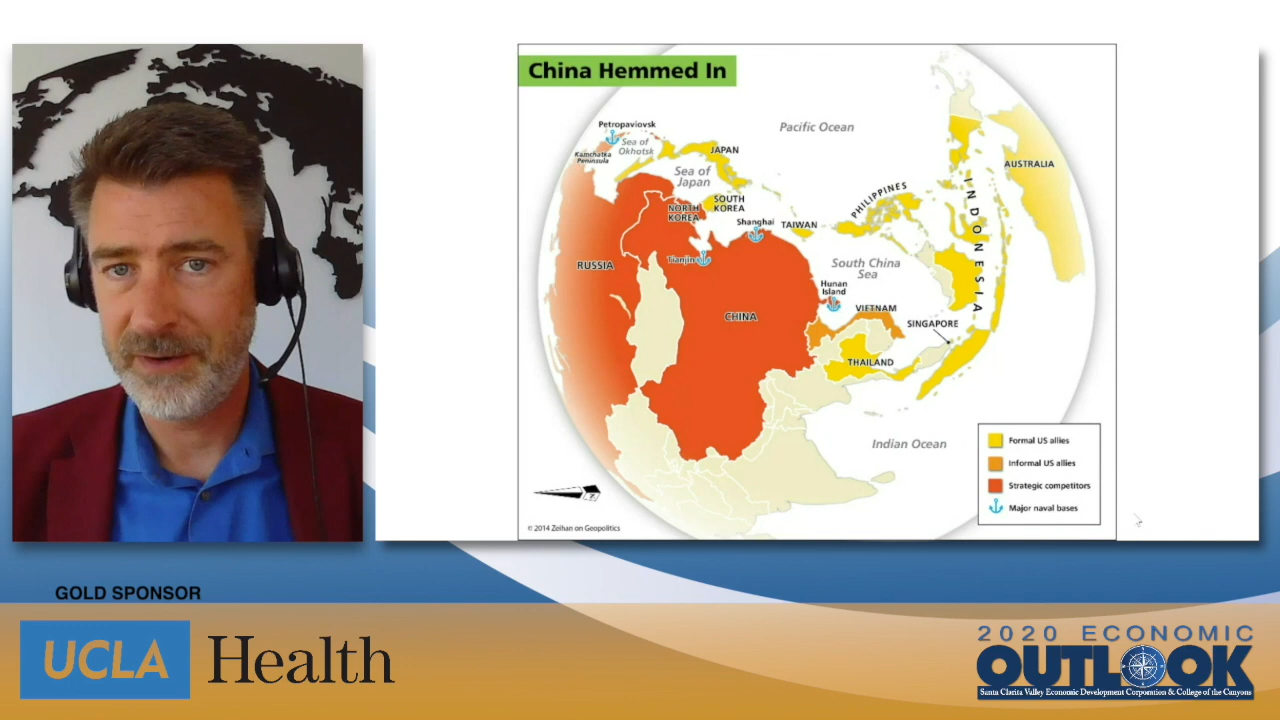 China Hemmed In
Petropaviovsk
Sea of
Okhotsk
Kamchatka
Peninsula
Pacific Ocean
JAPAN
Sea of
Japan
AUSTRALIA
PHILIPPINES
INDONESIA
NORTH
KOREA
SOUTH
KOREA
Shanghai
TAIWAN
Tianjin
RUSSIA
South China
Sea
Hunan
Island
CHINA
VIETNAM
SINGAPORE
THAILAND
Indian Ocean
Formal US allies
Informal US allies
Strategic competitors
Major naval bases
© 2014 Zeihan on Geopolitics
GOLD SPONSOR
UCLA Health
2020 ECONOMIC
OUTLOOK
Santa Clarita Valley Economic Development Corporation & College of the Canyons